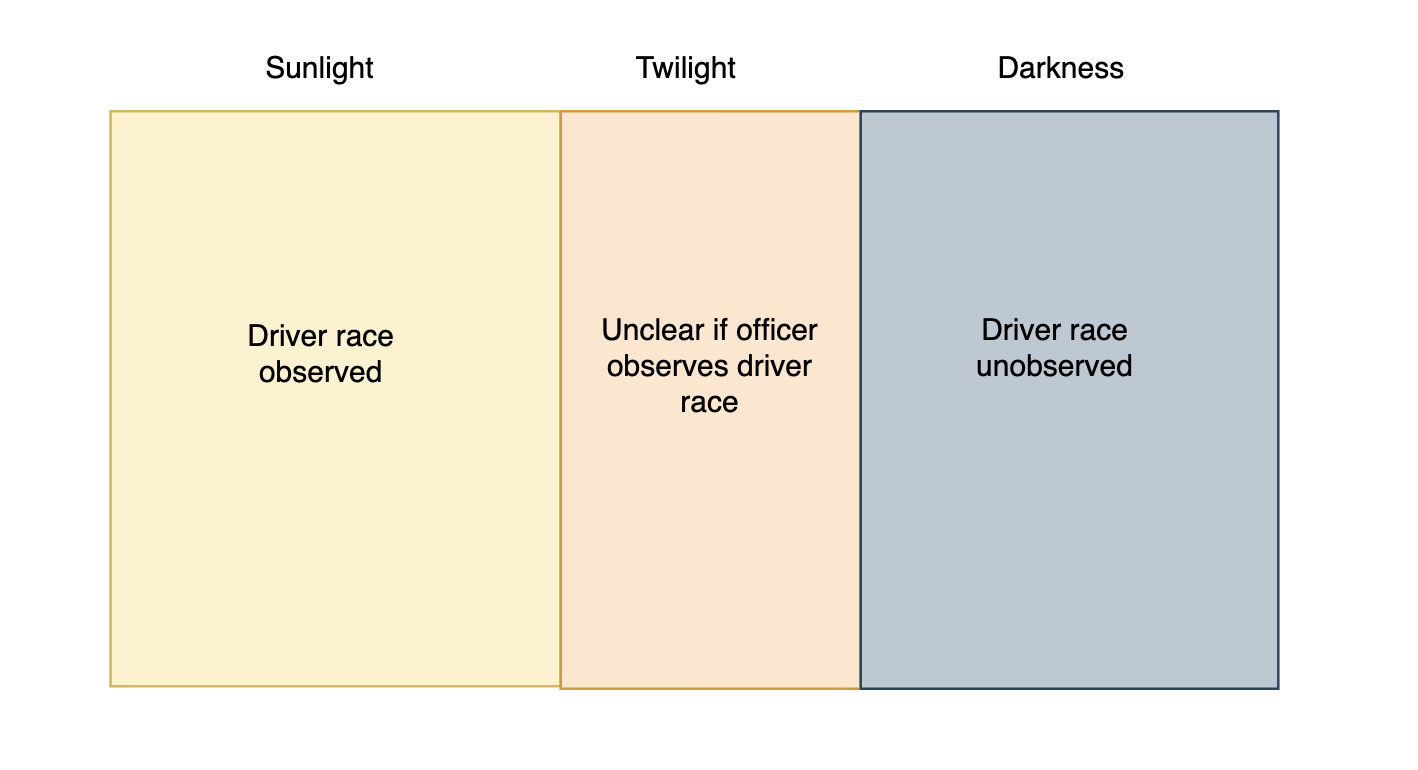 Sunlight
Twilight
Darkness
Driver race
observed
Unclear if officer
observes driver
race
Driver race
unobserved